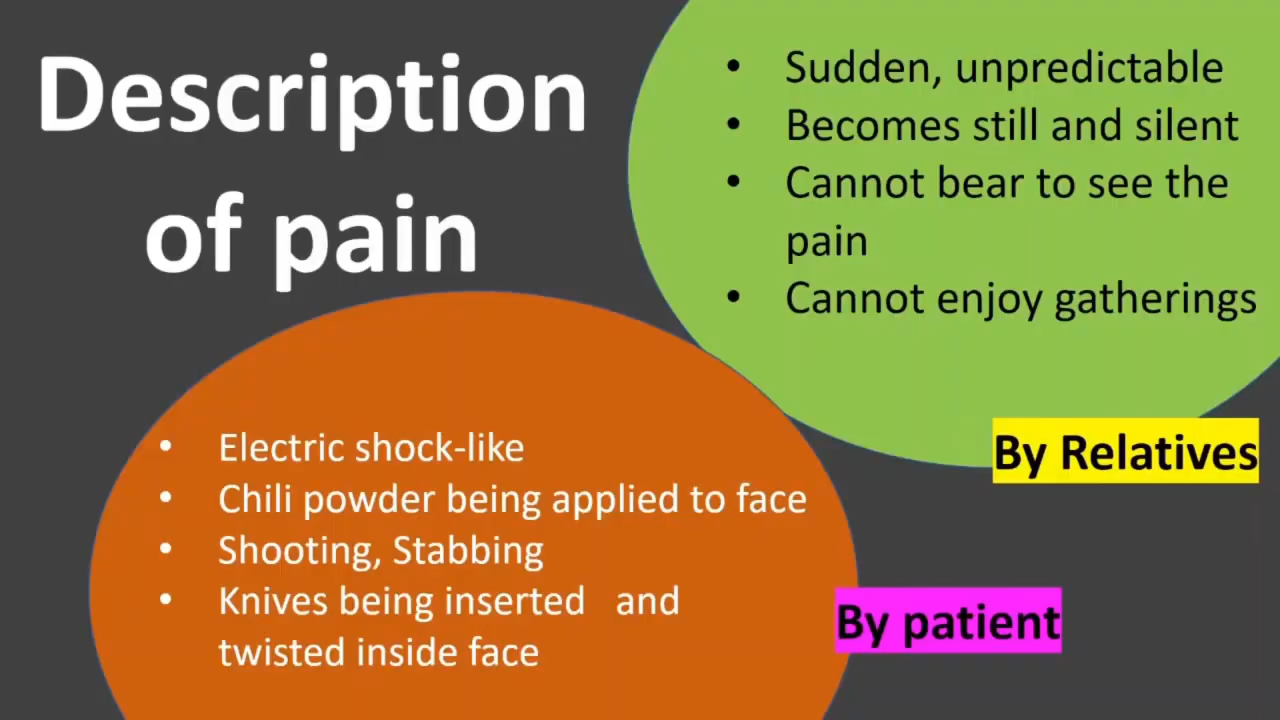 Description
of pain
• Sudden, unpredictable
• Becomes still and silent
• Cannot bear to see the
pain
• Cannot enjoy gatherings
By Relatives
• Electric shock-like
• Chili powder being applied to face
• Shooting, Stabbing
• Knives being inserted and
twisted inside face
By patient